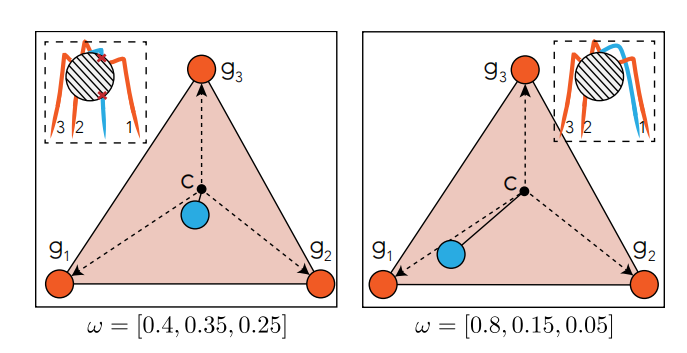 g3
3 2 1
c
g1
g2
ω = [0.4, 0.35, 0.25]
g3
3 2 1
c
g1
g2
ω = [0.8, 0.15, 0.05]